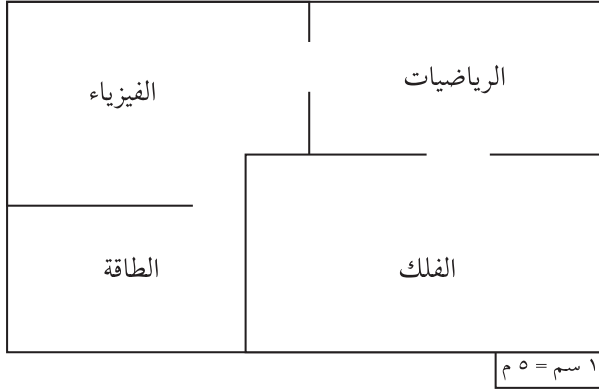 الرياضيات
الفيزياء
الفلك
الطاقة
١ سم = ٥ م